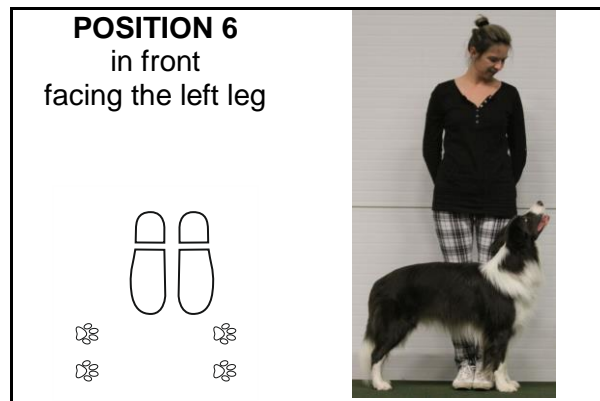 POSITION 6
in front
facing the left leg